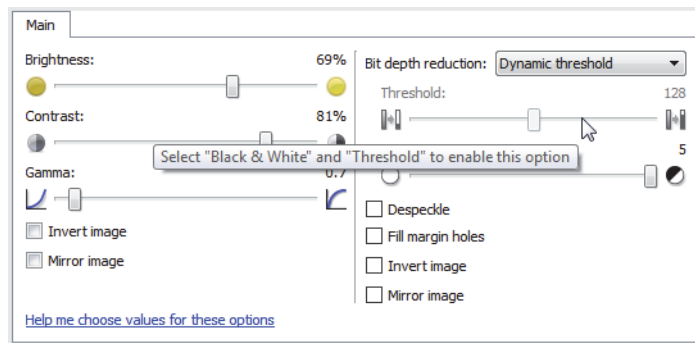 Main
Brightness: 69%
Contrast: 81%
Gamma: 0.7
Invert image
Mirror image
Help me choose values for these options
Bit depth reduction: Dynamic threshold
Threshold: 128
Select "Black & White" and "Threshold" to enable this option
5
Despeckle
Fill margin holes
Invert image
Mirror image